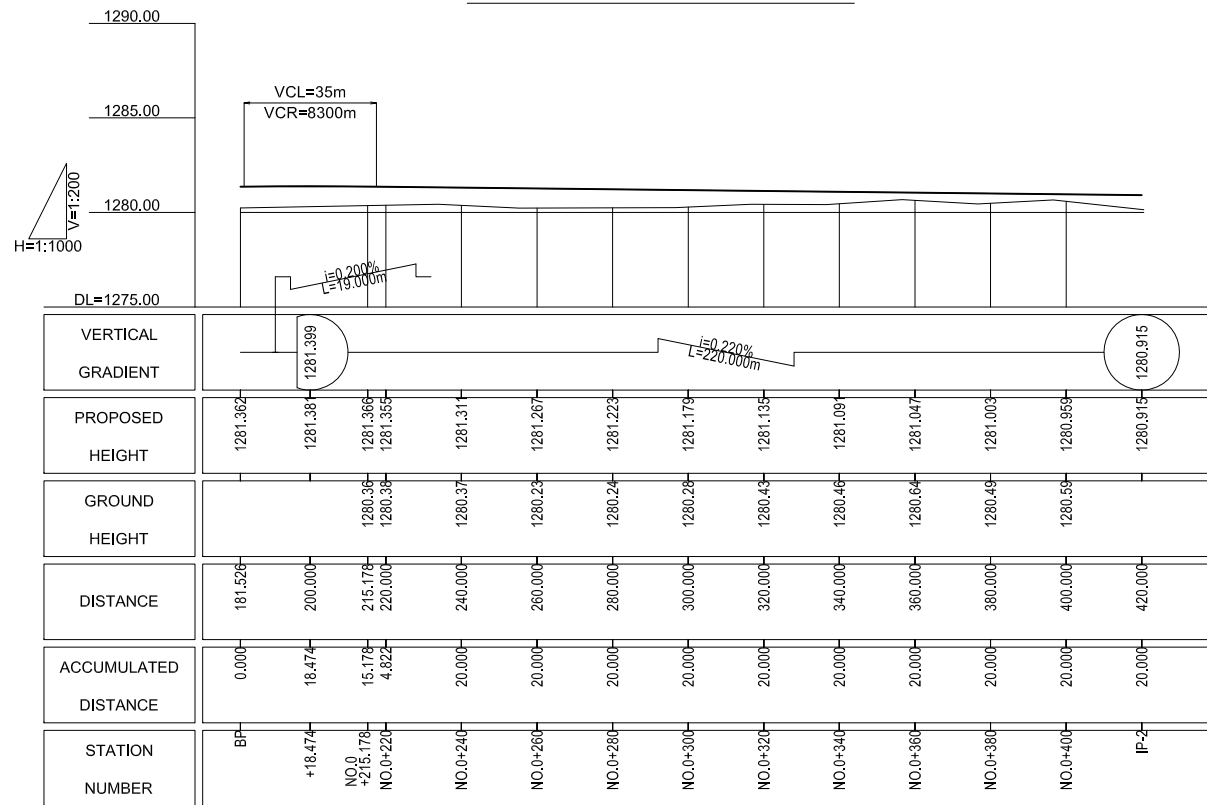 1290.00
VCL=35m
1285.00
VCR=8300m
V=1:200
1280.00
H=1:1000
i=0.200%
L=19.000m
DL=1275.00
VERTICAL
GRADIENT
1281.399
i=0.220%
L=220.000m
1280.915
PROPOSED
HEIGHT
1281.362
1281.381
1281.366
1281.355
1281.311
1281.267
1281.223
1281.179
1281.135
1281.091
1281.047
1281.003
1280.959
1280.915
GROUND
HEIGHT
1280.36
1280.38
1280.37
1280.23
1280.24
1280.28
1280.43
1280.46
1280.64
1280.49
1280.59
DISTANCE
181.526
200.000
215.178
220.000
240.000
260.000
280.000
300.000
320.000
340.000
360.000
380.000
400.000
420.000
ACCUMULATED
DISTANCE
0.000
18.474
15.178
4.822
20.000
20.000
20.000
20.000
20.000
20.000
20.000
20.000
20.000
20.000
STATION
NUMBER
BP
+18.474
NO.0
+215.178
NO.0+220
NO.0+240
NO.0+260
NO.0+280
NO.0+300
NO.0+320
NO.0+340
NO.0+360
NO.0+380
NO.0+400
IP-2